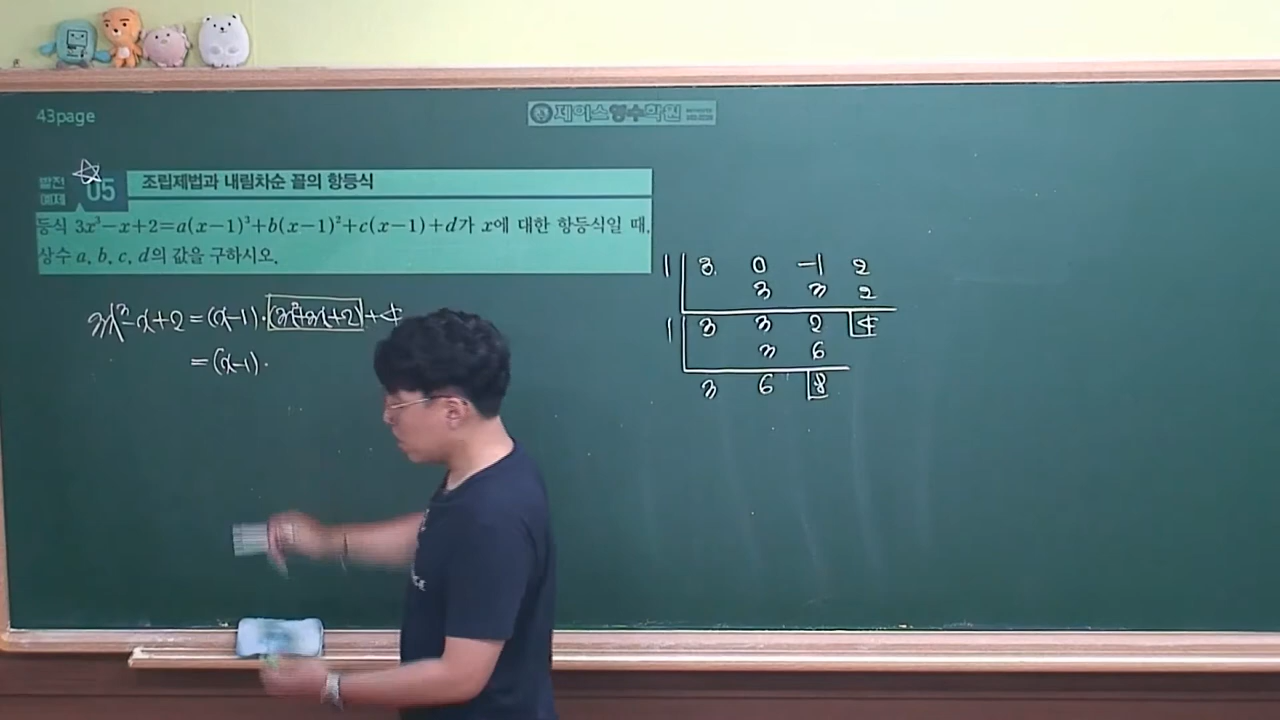 43page
제이스영수학원
발전 예제 05 조립제법과 내림차순 꼴의 항등식
등식 3x³-x+2=a(x-1)³+b(x-1)²+c(x-1)+d가 x에 대한 항등식일 때,
상수 a, b, c, d의 값을 구하시오.
3x³-x+2=(x-1)·(3x²+3x+2)+4
=(x-1)·
1 3 0 -1 2
3 3 2
1 3 3 2 4
3 6
3 6 8